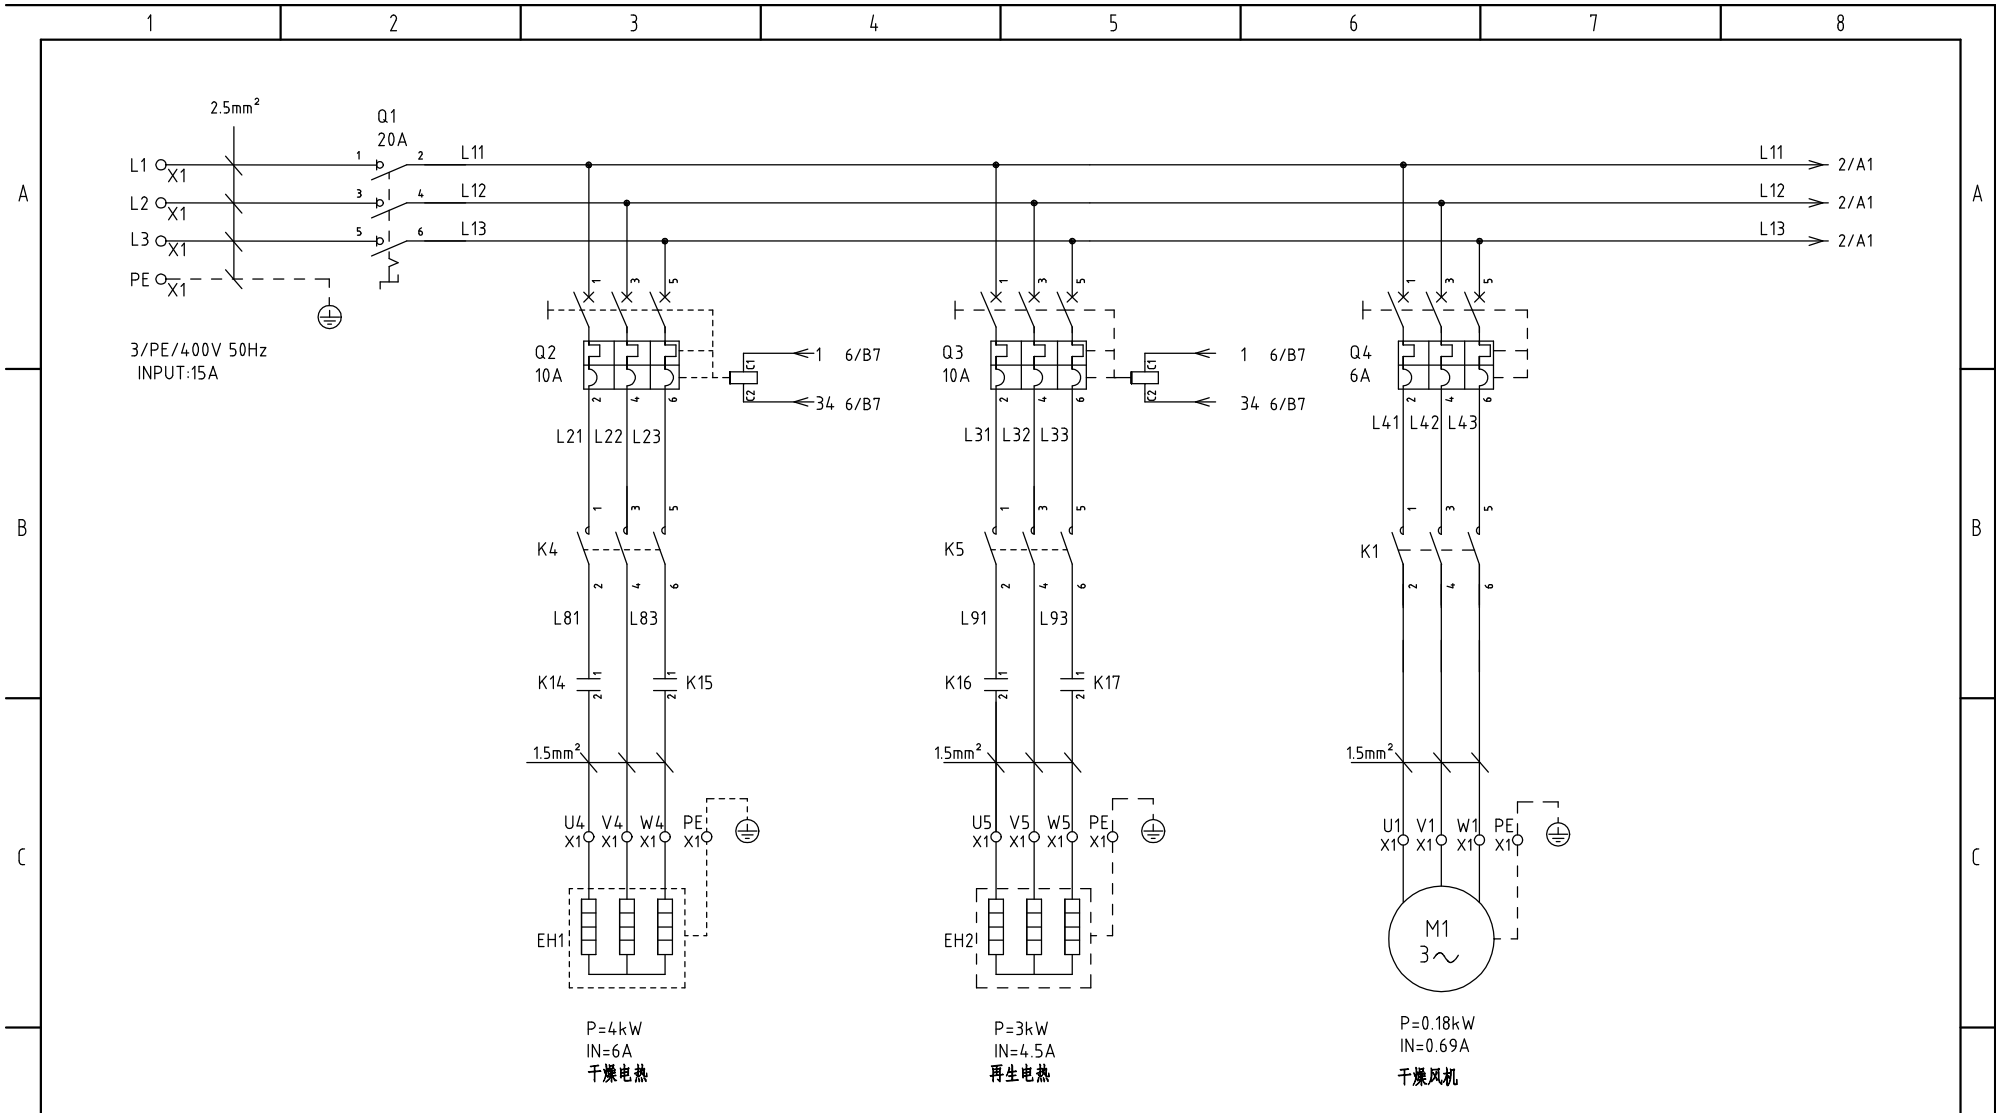 1 2 3 4 5 6 7 8
2.5mm²
Q1
20A
L1 X1 1 2 L11 L11 2/A1
A A
L2 X1 3 4 L12 L12 2/A1
L3 X1 5 6 L13 L13 2/A1
PE X1
1 3 5 1 3 5 1 3 5
3/PE/400V 50Hz
INPUT:15A
Q2
10A
C1 1 6/B7
C2 34 6/B7
Q3
10A
C1 1 6/B7
C2 34 6/B7
Q4
6A
2 4 6 2 4 6 2 4 6
L21 L22 L23 L31 L32 L33 L41 L42 L43
1 3 5 1 3 5 1 3 5
B B
K4 K5 K1
2 4 6 2 4 6 2 4 6
L81 L83 L91 L93
1 1 1 1
K14 K15 K16 K17
2 2 2 2
1.5mm² 1.5mm² 1.5mm²
U4 V4 W4 PE U5 V5 W5 PE U1 V1 W1 PE
X1 X1 X1 X1 X1 X1 X1 X1 X1 X1 X1 X1
C C
EH1 EH2 M1
3～
P=4kW
IN=6A
干燥电热
P=3kW
IN=4.5A
再生电热
P=0.18kW
IN=0.69A
干燥风机